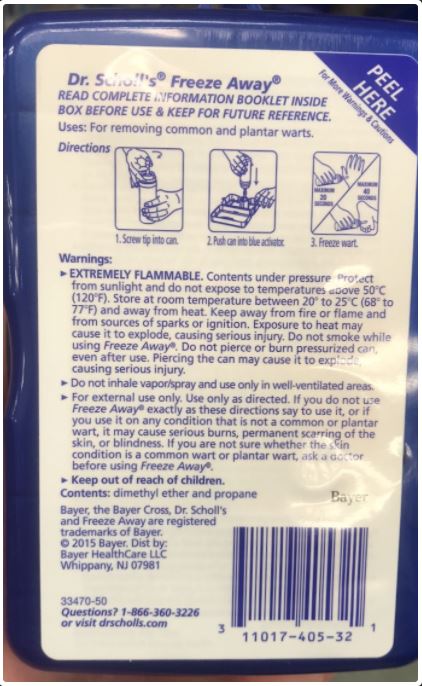 PEEL
HERE
For More Warnings & Cautions
Dr. Scholl's® Freeze Away®
READ COMPLETE INFORMATION BOOKLET INSIDE
BOX BEFORE USE & KEEP FOR FUTURE REFERENCE.
Uses: For removing common and plantar warts.
Directions
MAXIMUM
20
SECONDS
MAXIMUM
40
SECONDS
1. Screw tip into can.
2. Push can into blue activator.
3. Freeze wart.
Warnings:
► EXTREMELY FLAMMABLE. Contents under pressure. Protect
from sunlight and do not expose to temperatures above 50°C
(120°F). Store at room temperature between 20° to 25°C (68° to
77°F) and away from heat. Keep away from fire or flame and
from sources of sparks or ignition. Exposure to heat may
cause it to explode, causing serious injury. Do not smoke while
using Freeze Away®. Do not pierce or burn pressurized can,
even after use. Piercing the can may cause it to explode,
causing serious injury.
► Do not inhale vapor/spray and use only in well-ventilated areas.
► For external use only. Use only as directed. If you do not use
Freeze Away® exactly as these directions say to use it, or if
you use it on any condition that is not a common or plantar
wart, it may cause serious burns, permanent scarring of the
skin, or blindness. If you are not sure whether the skin
condition is a common wart or plantar wart, ask a doctor
before using Freeze Away®.
► Keep out of reach of children.
Contents: dimethyl ether and propane
Bayer
Bayer, the Bayer Cross, Dr. Scholl's
and Freeze Away are registered
trademarks of Bayer.
© 2015 Bayer. Dist by:
Bayer HealthCare LLC
Whippany, NJ 07981
33470-50
Questions? 1-866-360-3226
or visit drscholls.com
3 11017-405-32 1